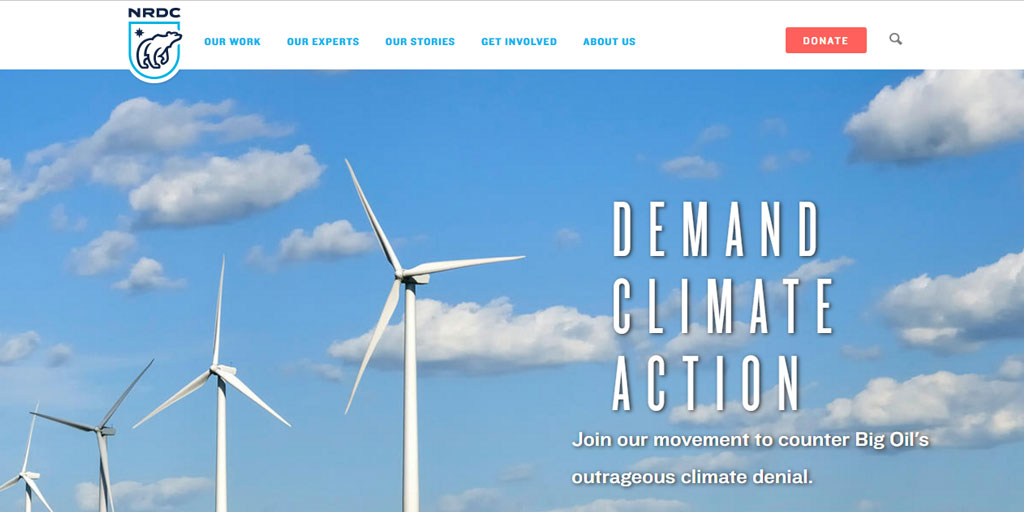 NRDC
OUR WORK OUR EXPERTS OUR STORIES GET INVOLVED ABOUT US DONATE
DEMAND
CLIMATE
ACTION
Join our movement to counter Big Oil's
outrageous climate denial.